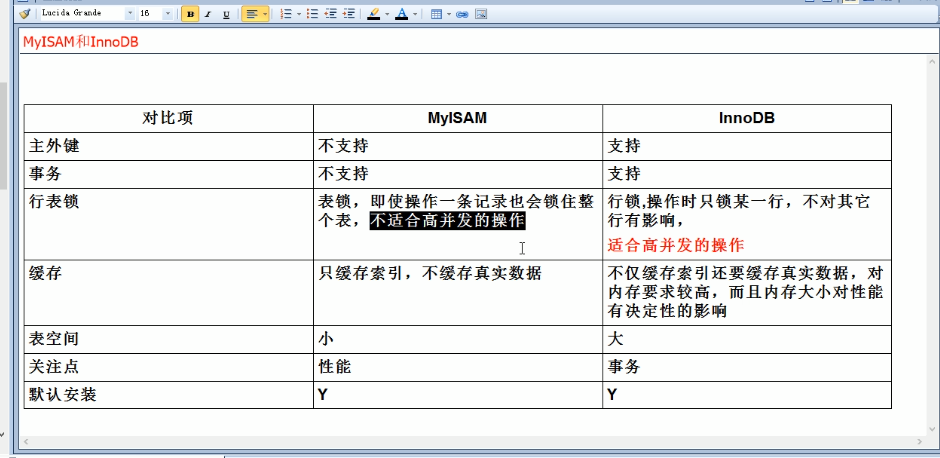 Lucida Grande 16 B I U
MyISAM和InnoDB
对比项 MyISAM InnoDB
主外键 不支持 支持
事务 不支持 支持
行表锁
表锁，即使操作一条记录也会锁住整
个表，不适合高并发的操作
行锁,操作时只锁某一行，不对其它
行有影响，
适合高并发的操作
缓存
只缓存索引，不缓存真实数据
不仅缓存索引还要缓存真实数据，对
内存要求较高，而且内存大小对性能
有决定性的影响
表空间 小 大
关注点 性能 事务
默认安装 Y Y